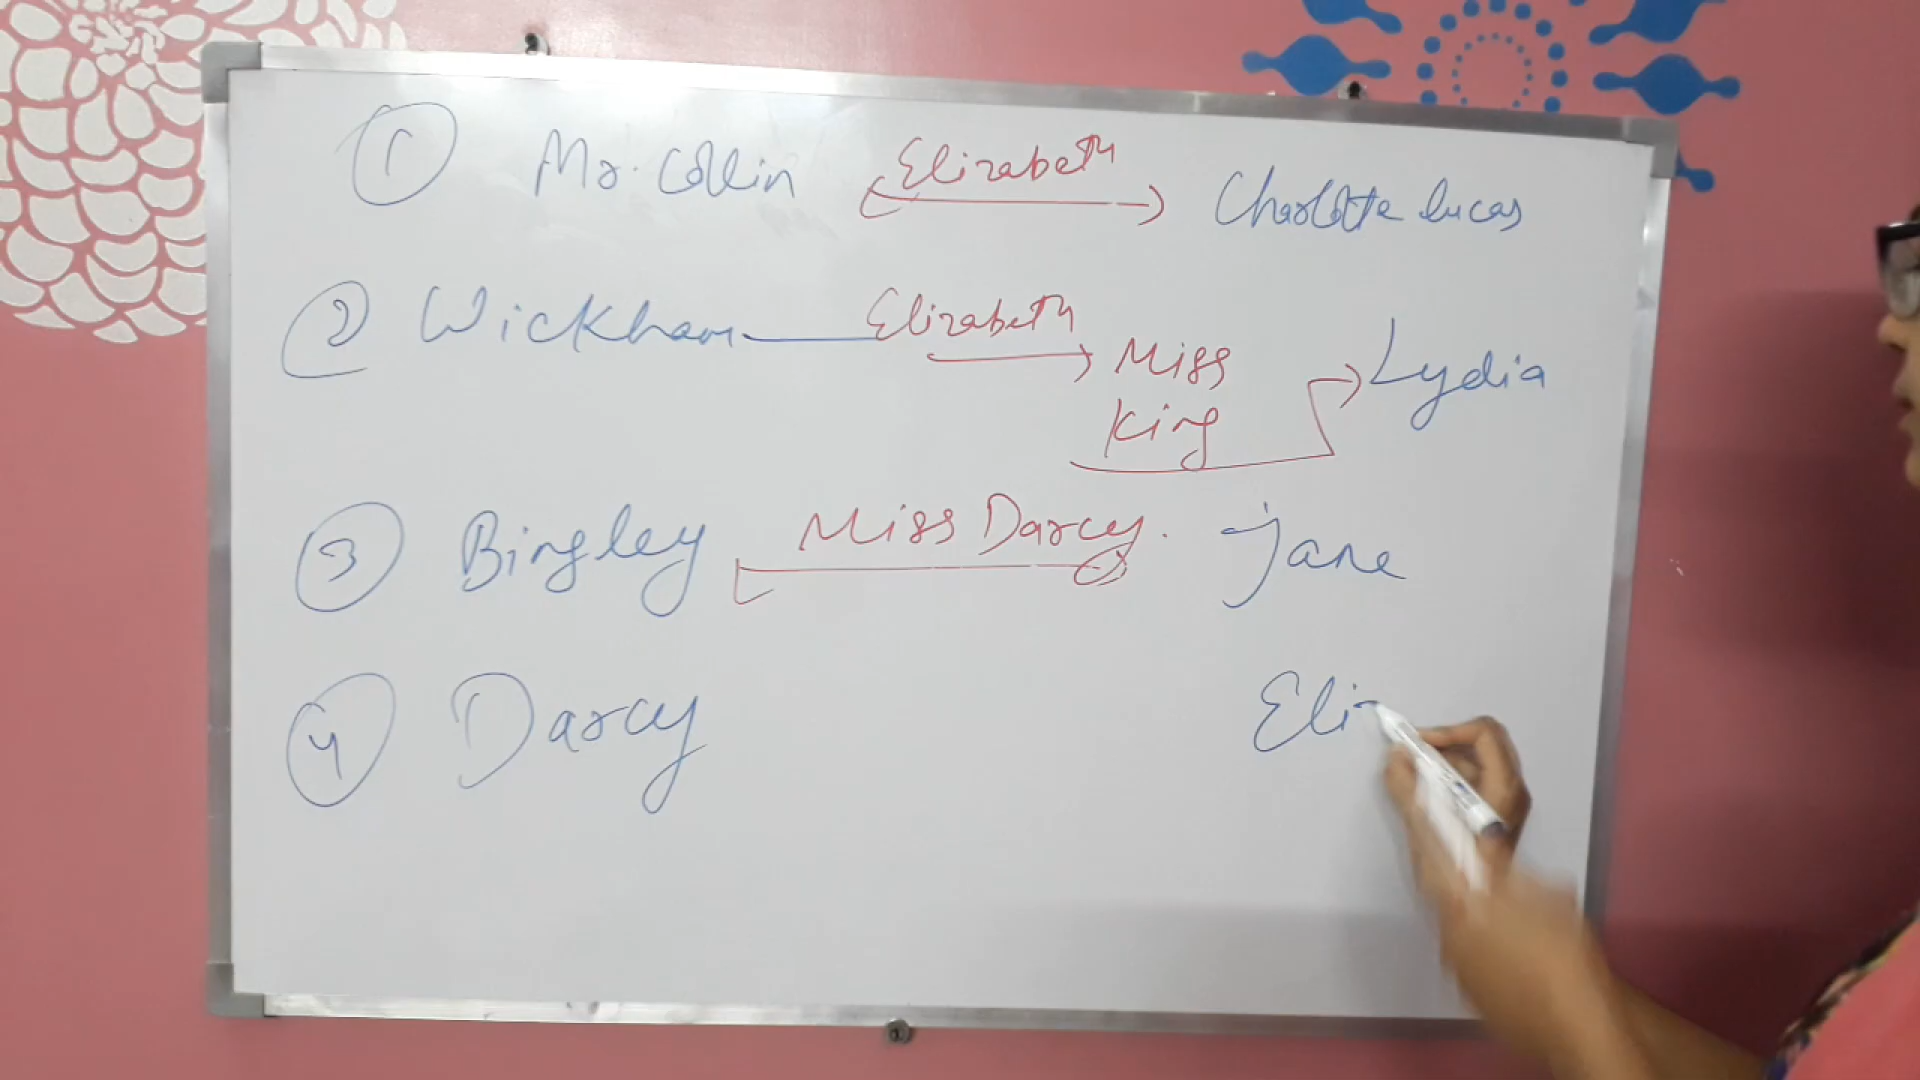 1 Mr. Collin Elizabeth Charlotte lucas
2 Wickham Elizabeth Miss King Lydia
3 Bingley Miss Darcy. Jane
4 Darcy Eliz